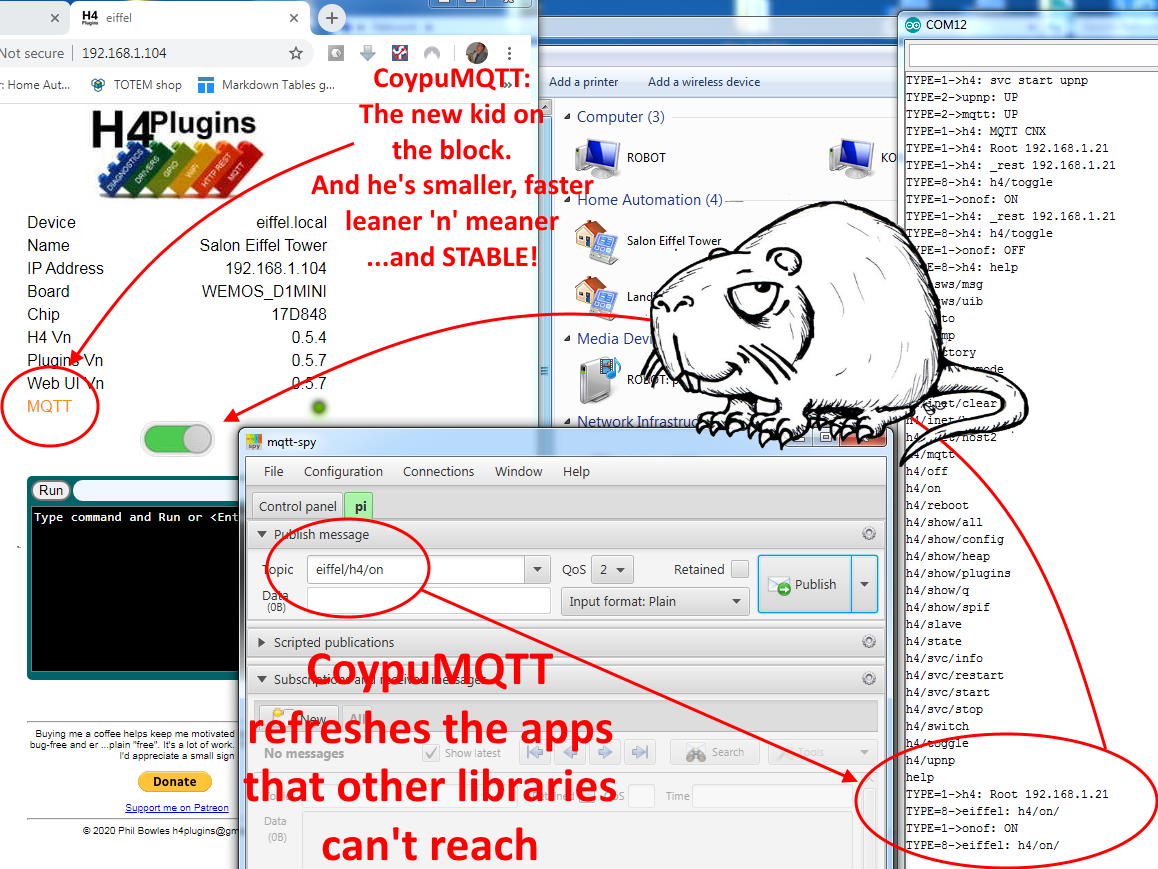 eiffel
COM12
Not secure
192.168.1.104
r: Home Aut...
TOTEM shop
Markdown Tables g...
»
CoypuMQTT:
The new kid on
the block.
And he's smaller, faster
leaner 'n' meaner
...and STABLE!
H4Plugins
DIAGNOSTICS
DRIVERS
GPIO
WIFI
HTTP REST
MQTT
Device eiffel.local
Name Salon Eiffel Tower
IP Address 192.168.1.104
Board WEMOS_D1MINI
Chip 17D848
H4 Vn 0.5.4
Plugins Vn 0.5.7
Web UI Vn 0.5.7
MQTT
Run
Type command and Run or <Ent
Buying me a coffee helps keep me motivated
bug-free and er ...plain "free". It's a lot of work.
I'd appreciate a small sign
Donate
Support me on Patreon
© 2020 Phil Bowles h4plugins@gm
Add a printer
Add a wireless device
Computer (3)
ROBOT
KO
Home Automation (4)
Salon Eiffel Tower
Land
Media Devi
ROBOT: p
Network Infrastruc
mqtt-spy
File
Configuration
Connections
Window
Help
Control panel
pi
Publish message
Topic
eiffel/h4/on
QoS
2
Retained
Publish
Data
(0B)
Input format: Plain
Scripted publications
Subscriptions and received messages
New
All
No messages
Show latest
Search
Tools
Time
Data
(0B)
CoypuMQTT
refreshes the apps
that other libraries
can't reach
TYPE=1->h4: svc start upnp
TYPE=2->upnp: UP
TYPE=2->mqtt: UP
TYPE=1->h4: MQTT CNX
TYPE=1->h4: Root 192.168.1.21
TYPE=1->h4: _rest 192.168.1.21
TYPE=8->h4: h4/toggle
TYPE=1->onof: ON
TYPE=1->h4: _rest 192.168.1.21
TYPE=8->h4: h4/toggle
TYPE=1->onof: OFF
TYPE=8->h4: help
sws/msg
sws/uib
to
mp
ctory
mode
h4/inet/clear
h4/inet/
host2
h4/mqtt
h4/off
h4/on
h4/reboot
h4/show/all
h4/show/config
h4/show/heap
h4/show/plugins
h4/show/q
h4/show/spif
h4/slave
h4/state
h4/svc/info
h4/svc/restart
h4/svc/start
h4/svc/stop
h4/switch
h4/toggle
h4/upnp
help
TYPE=1->h4: Root 192.168.1.21
TYPE=8->eiffel: h4/on/
TYPE=1->onof: ON
TYPE=8->eiffel: h4/on/